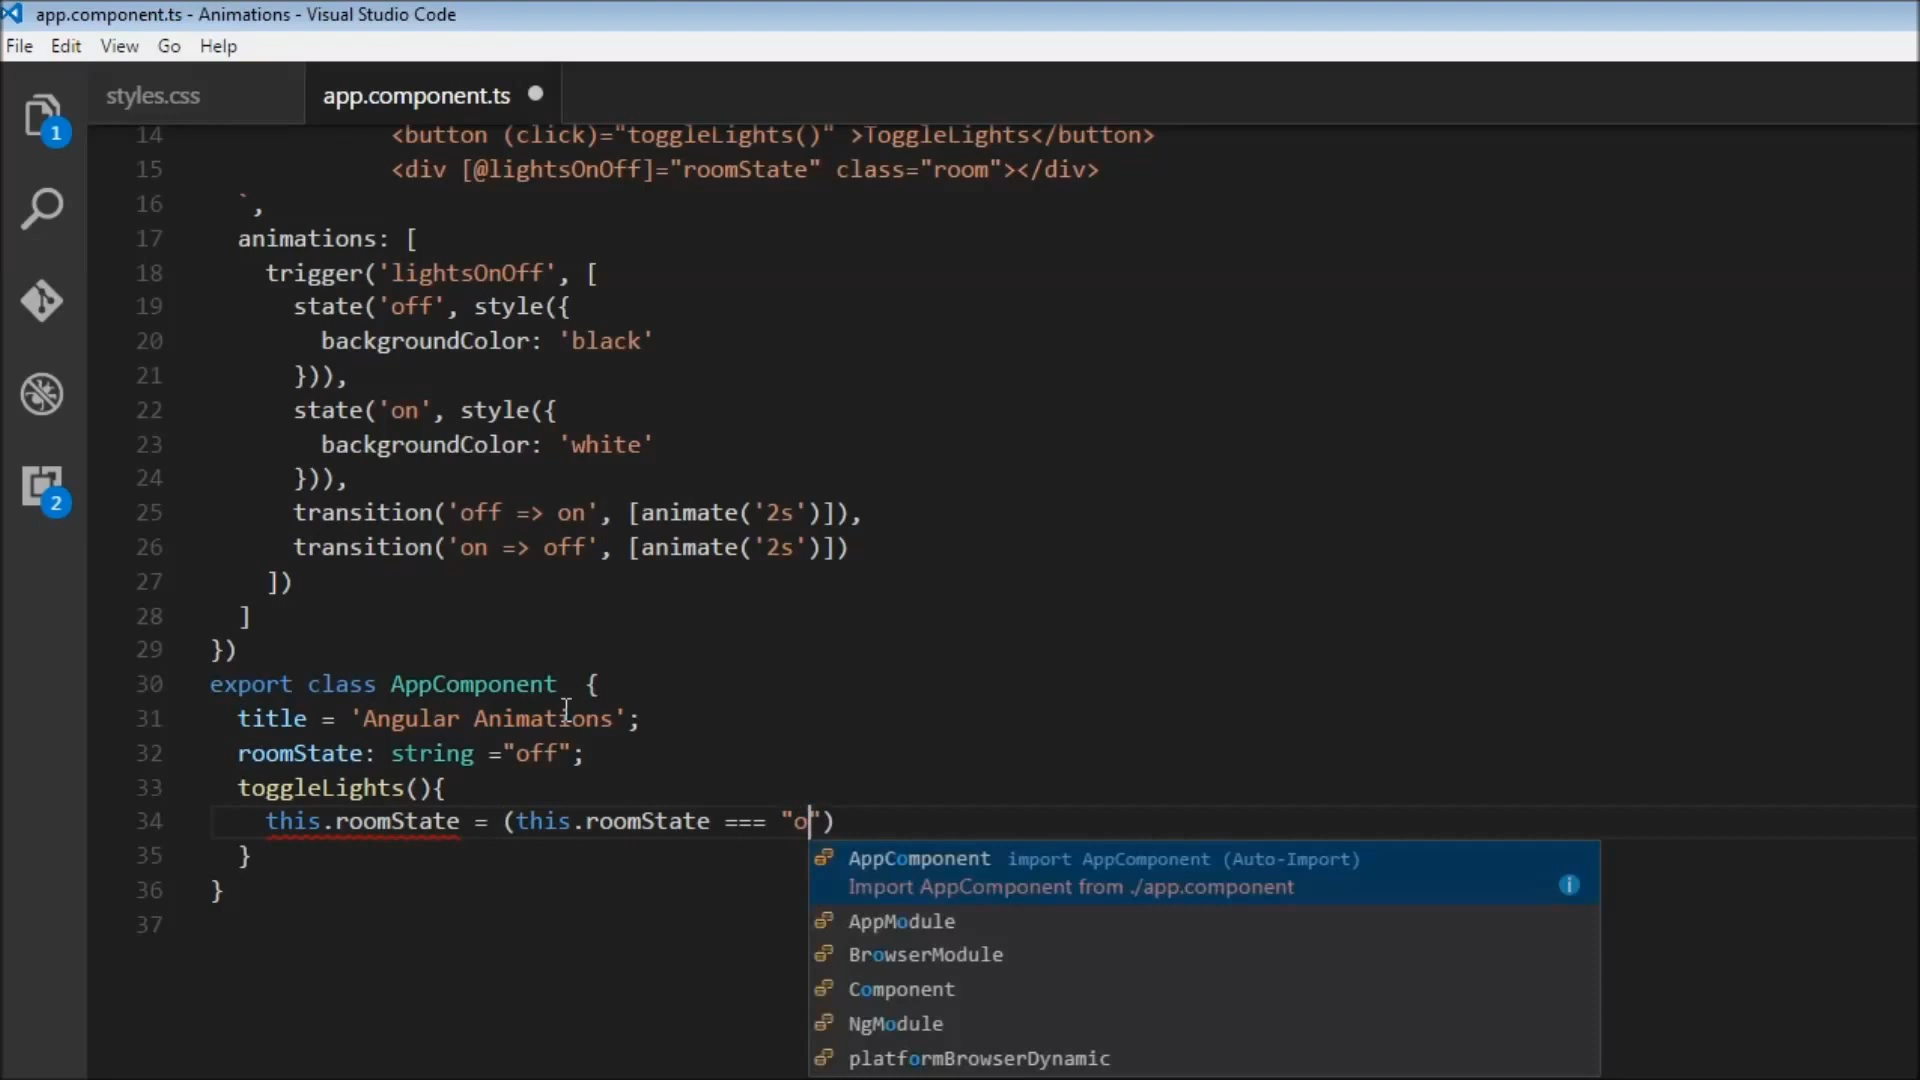 app.component.ts - Animations - Visual Studio Code
File Edit View Go Help
styles.css app.component.ts
1
2
14 <button (click)="toggleLights()" >ToggleLights</button>
15 <div [@lightsOnOff]="roomState" class="room"></div>
16 `,
17 animations: [
18 trigger('lightsOnOff', [
19 state('off', style({
20 backgroundColor: 'black'
21 })),
22 state('on', style({
23 backgroundColor: 'white'
24 })),
25 transition('off => on', [animate('2s')]),
26 transition('on => off', [animate('2s')])
27 ])
28 ]
29 })
30 export class AppComponent {
31 title = 'Angular Animations';
32 roomState: string ="off";
33 toggleLights(){
34 this.roomState = (this.roomState === "o")
35 }
36 }
37
AppComponent import AppComponent (Auto-Import)
Import AppComponent from ./app.component
AppModule
BrowserModule
Component
NgModule
platformBrowserDynamic